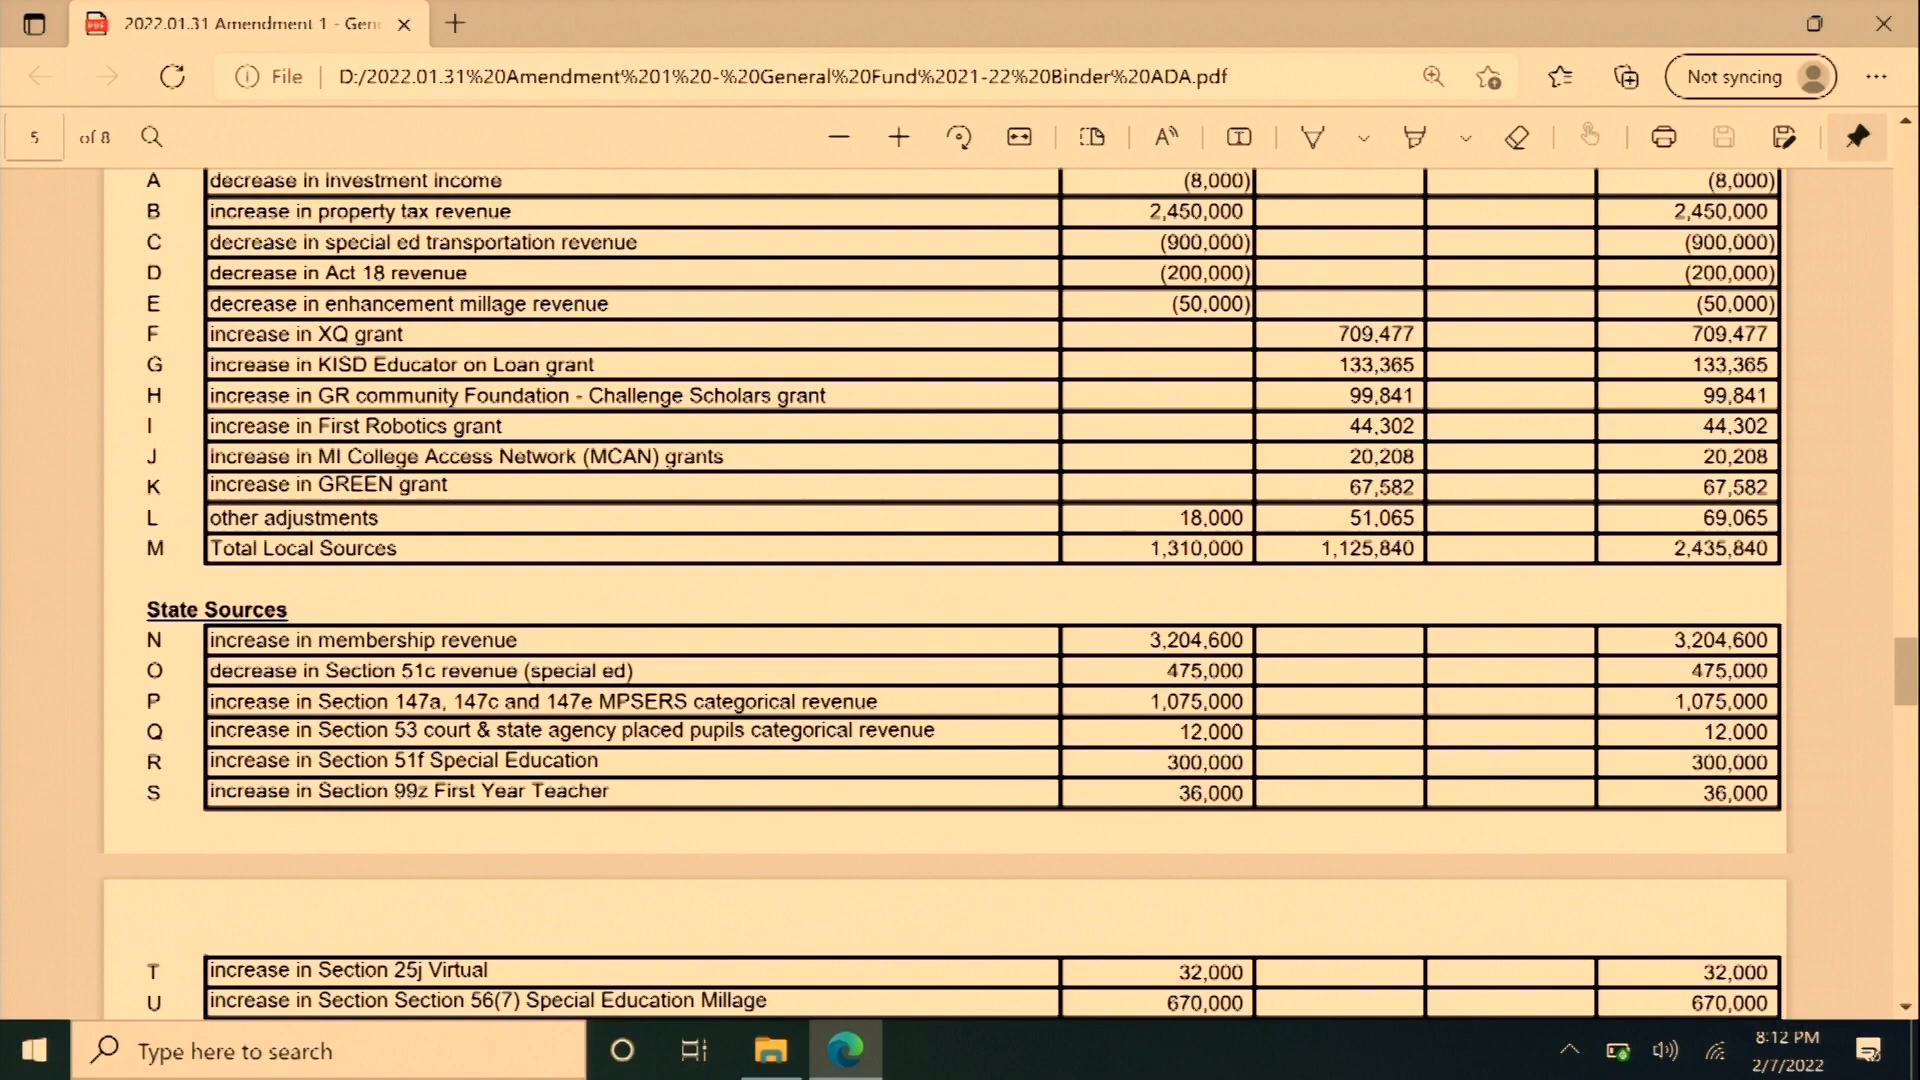 2022.01.31 Amendment 1 - Gen
File D:/2022.01.31%20Amendment%201%20-%20General%20Fund%2021-22%20Binder%20ADA.pdf Not syncing
5 of 8
A decrease in Investment Income (8,000) (8,000)
B increase in property tax revenue 2,450,000 2,450,000
C decrease in special ed transportation revenue (900,000) (900,000)
D decrease in Act 18 revenue (200,000) (200,000)
E decrease in enhancement millage revenue (50,000) (50,000)
F increase in XQ grant 709,477 709,477
G increase in KISD Educator on Loan grant 133,365 133,365
H increase in GR community Foundation - Challenge Scholars grant 99,841 99,841
I increase in First Robotics grant 44,302 44,302
J increase in MI College Access Network (MCAN) grants 20,208 20,208
K increase in GREEN grant 67,582 67,582
L other adjustments 18,000 51,065 69,065
M Total Local Sources 1,310,000 1,125,840 2,435,840
State Sources
N increase in membership revenue 3,204,600 3,204,600
O decrease in Section 51c revenue (special ed) 475,000 475,000
P increase in Section 147a, 147c and 147e MPSERS categorical revenue 1,075,000 1,075,000
Q increase in Section 53 court & state agency placed pupils categorical revenue 12,000 12,000
R increase in Section 51f Special Education 300,000 300,000
S increase in Section 99z First Year Teacher 36,000 36,000
T increase in Section 25j Virtual 32,000 32,000
U increase in Section Section 56(7) Special Education Millage 670,000 670,000
Type here to search
8:12 PM
2/7/2022